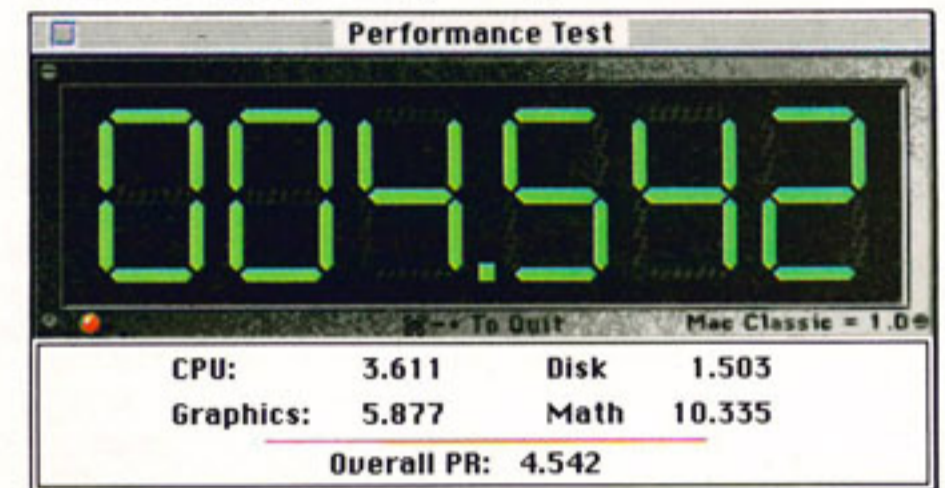 Performance Test
004.542
⌘-• To Quit Mac Classic = 1.0
CPU: 3.611 Disk 1.503
Graphics: 5.877 Math 10.335
Overall PR: 4.542